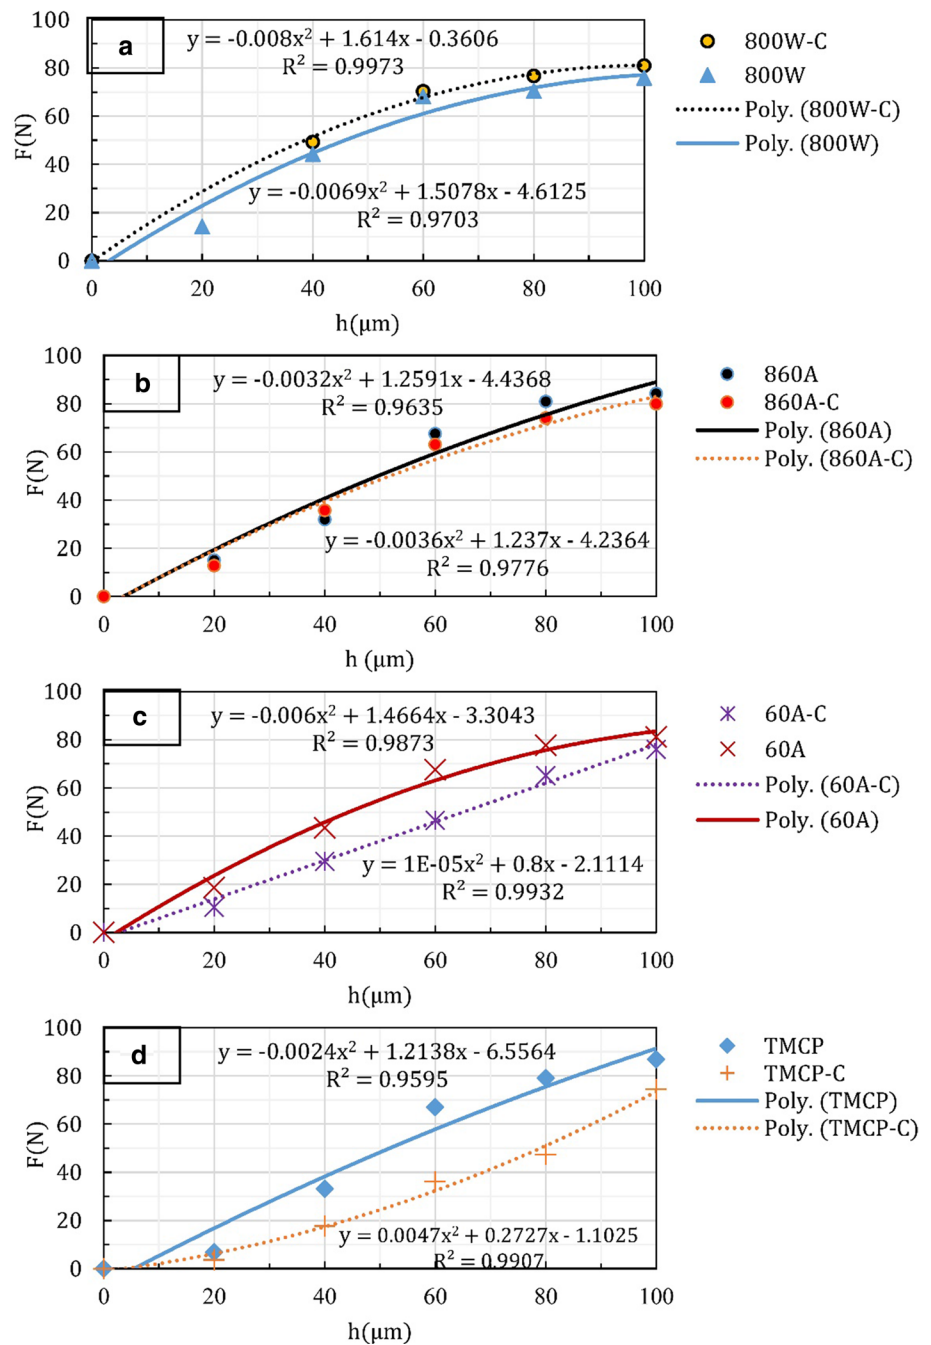 a
y = -0.008x² + 1.614x - 0.3606
R² = 0.9973
y = -0.0069x² + 1.5078x - 4.6125
R² = 0.9703
100
80
60
40
20
0
F(N)
0 20 40 60 80 100
h(μm)
800W-C
800W
Poly. (800W-C)
Poly. (800W)
b
y = -0.0032x² + 1.2591x - 4.4368
R² = 0.9635
y = -0.0036x² + 1.237x - 4.2364
R² = 0.9776
100
80
60
40
20
0
F(N)
0 20 40 60 80 100
h (μm)
860A
860A-C
Poly. (860A)
Poly. (860A-C)
c
y = -0.006x² + 1.4664x - 3.3043
R² = 0.9873
y = 1E-05x² + 0.8x - 2.1114
R² = 0.9932
100
80
60
40
20
0
F(N)
0 20 40 60 80 100
h(μm)
60A-C
60A
Poly. (60A-C)
Poly. (60A)
d
y = -0.0024x² + 1.2138x - 6.5564
R² = 0.9595
y = 0.0047x² + 0.2727x - 1.1025
R² = 0.9907
100
80
60
40
20
0
F(N)
0 20 40 60 80 100
h(μm)
TMCP
TMCP-C
Poly. (TMCP)
Poly. (TMCP-C)